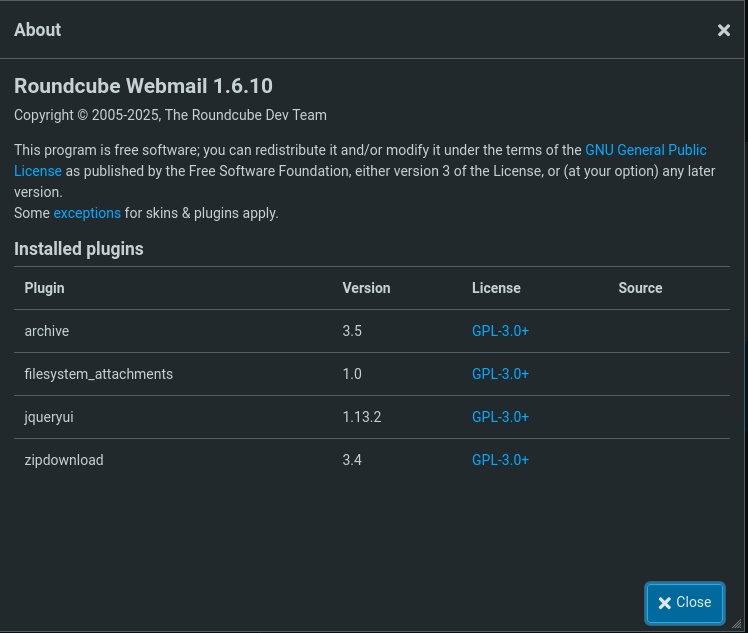 About
Roundcube Webmail 1.6.10
Copyright © 2005-2025, The Roundcube Dev Team
This program is free software; you can redistribute it and/or modify it under the terms of the GNU General Public
License as published by the Free Software Foundation, either version 3 of the License, or (at your option) any later
version.
Some exceptions for skins & plugins apply.
Installed plugins
Plugin Version License Source
archive 3.5 GPL-3.0+
filesystem_attachments 1.0 GPL-3.0+
jqueryui 1.13.2 GPL-3.0+
zipdownload 3.4 GPL-3.0+
Close